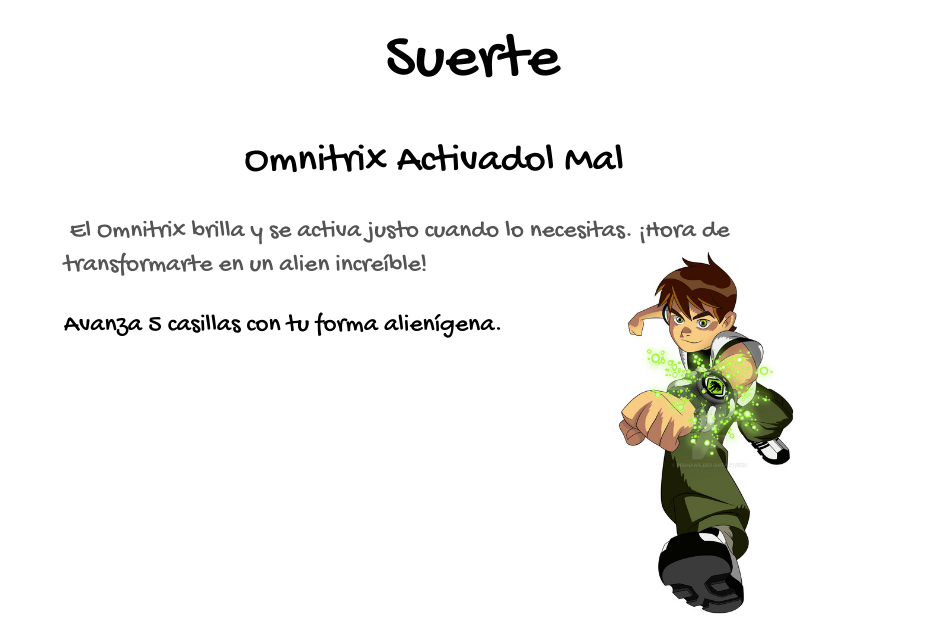 Suerte
Omnitrix Activadol Mal
El Omnitrix brilla y se activa justo cuando lo necesitas. ¡Hora de
transformarte en un alien increíble!
Avanza 5 casillas con tu forma alienígena.